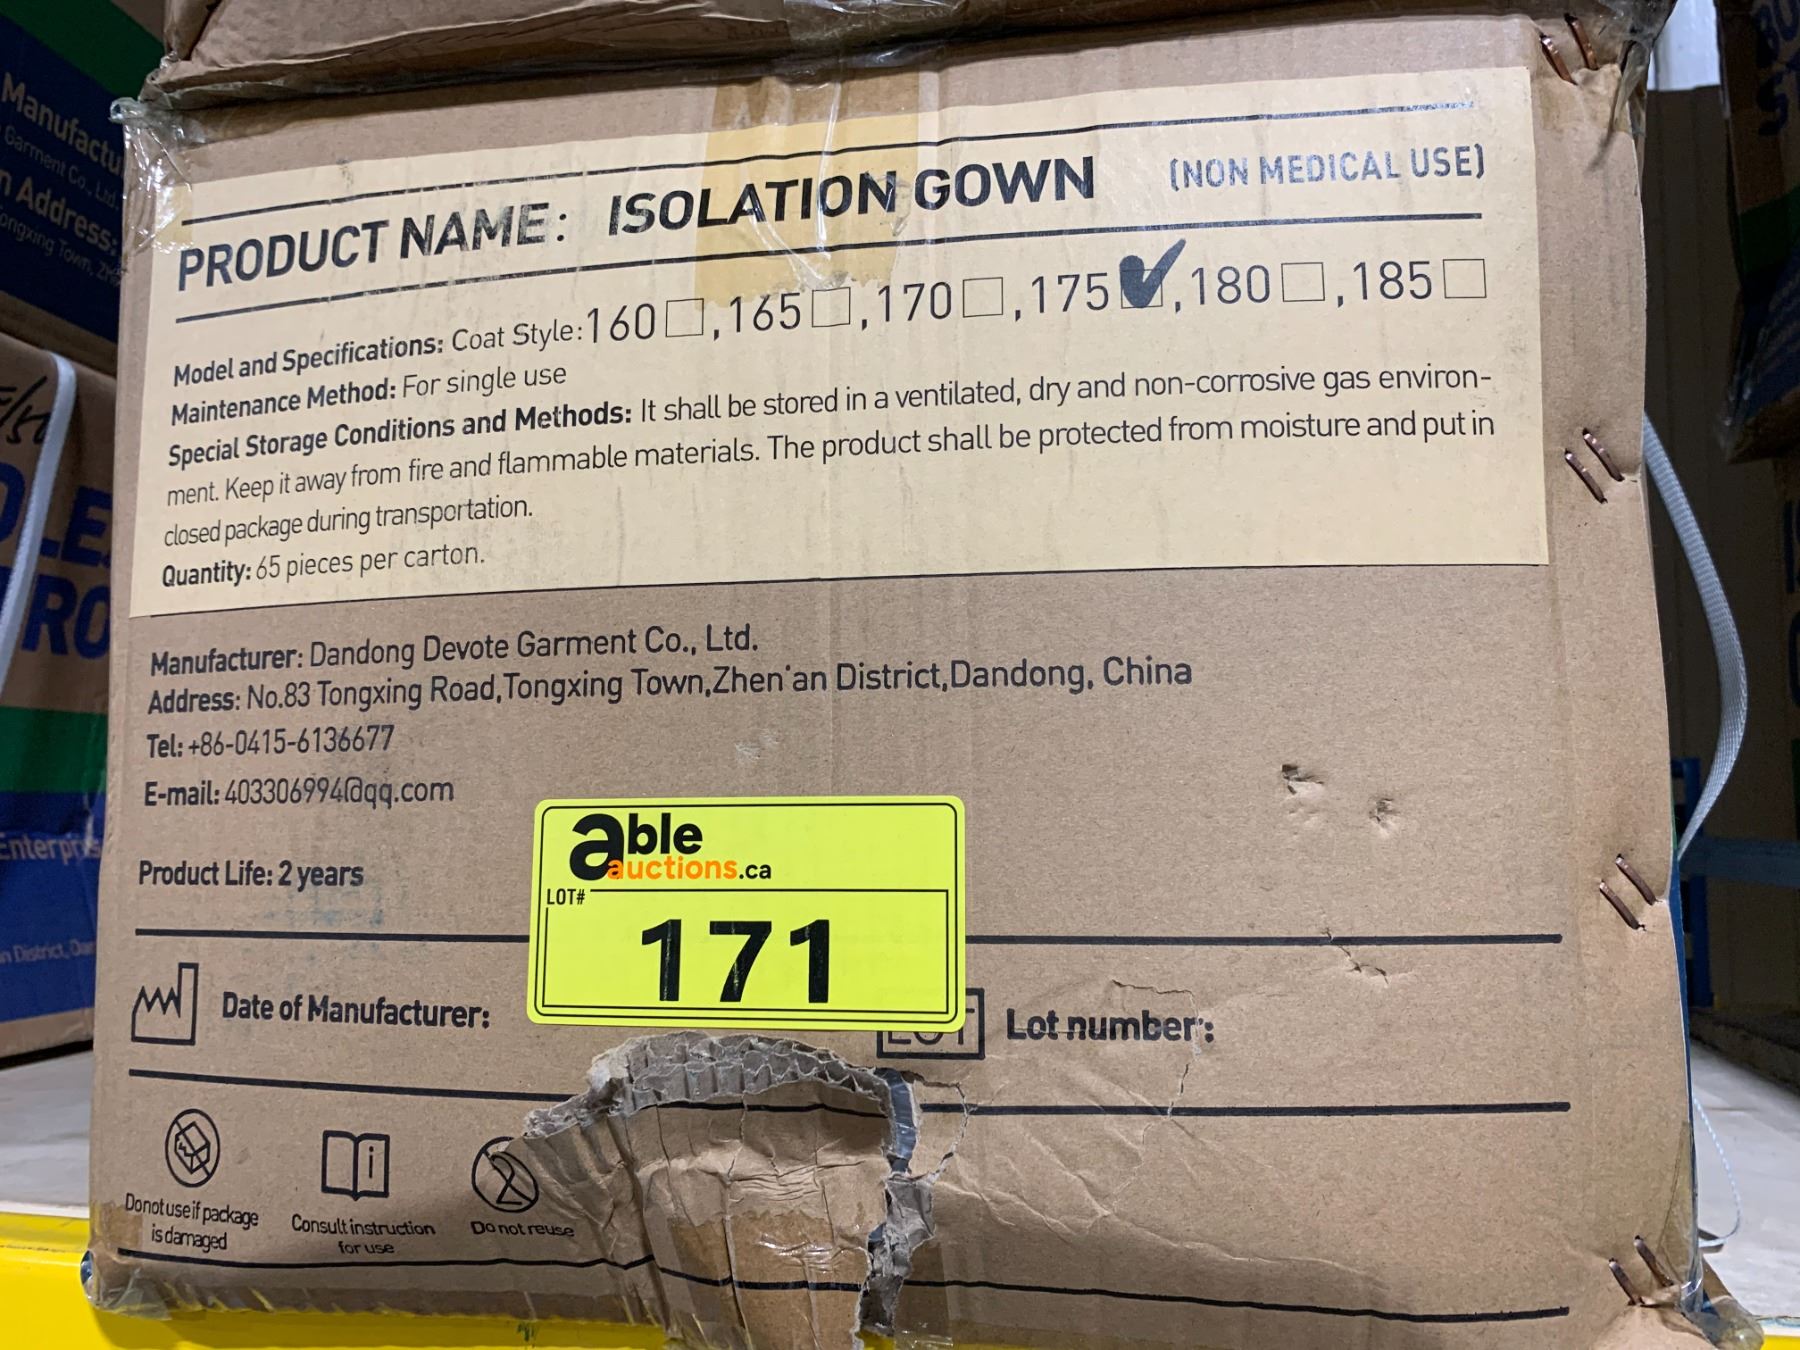 PRODUCT NAME: ISOLATION GOWN (NON MEDICAL USE)
Model and Specifications: Coat Style:160☐,165☐,170☐,175☑,180☐,185☐
Maintenance Method: For single use
Special Storage Conditions and Methods: It shall be stored in a ventilated, dry and non-corrosive gas environ-
ment. Keep it away from fire and flammable materials. The product shall be protected from moisture and put in
closed package during transportation.
Quantity: 65 pieces per carton.
Manufacturer: Dandong Devote Garment Co., Ltd.
Address: No.83 Tongxing Road,Tongxing Town,Zhen'an District,Dandong, China
Tel: +86-0415-6136677
E-mail: 403306994@qq.com
Product Life: 2 years
able
auctions.ca
LOT#
171
Date of Manufacturer:
LOT Lot number:
Do not use if package
is damaged
Consult instruction
for use
2
Do not reuse
Garment Co., Ltd
Address: